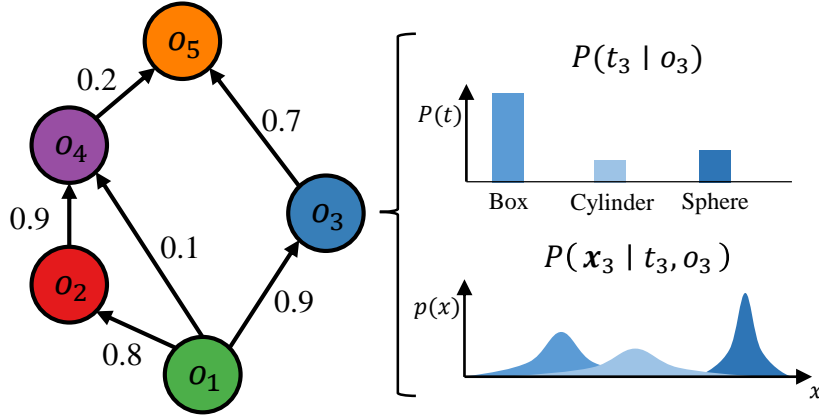 o₅
0.2
o₄
0.7
0.9
0.1
o₃
o₂
0.9
0.8
o₁
P(t₃ | o₃)
P(t)
Box Cylinder Sphere
P(x₃ | t₃, o₃)
p(x)
x